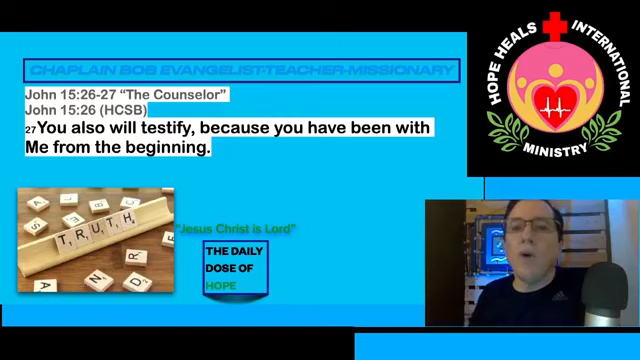 CHAPLAIN BOB EVANGELIST-TEACHER-MISSIONARY
John 15:26-27 “The Counselor”
John 15:26 (HCSB)
27You also will testify, because you have been with
Me from the beginning.
TRUTH
"Jesus Christ is Lord"
THE DAILY
DOSE OF
HOPE
HOPE HEALS INTERNATIONAL
MINISTRY